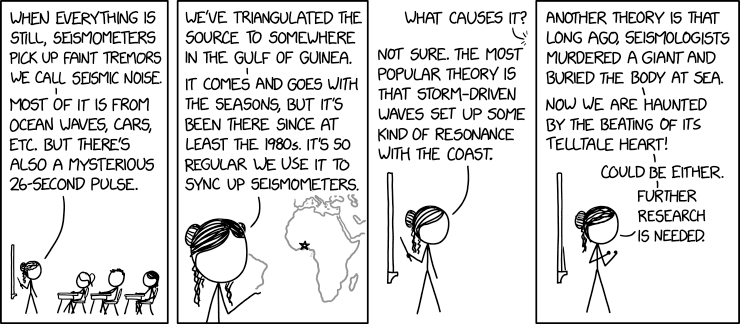 WHEN EVERYTHING IS
STILL, SEISMOMETERS
PICK UP FAINT TREMORS
WE CALL SEISMIC NOISE.
MOST OF IT IS FROM
OCEAN WAVES, CARS,
ETC. BUT THERE'S
ALSO A MYSTERIOUS
26-SECOND PULSE.
WE'VE TRIANGULATED THE
SOURCE TO SOMEWHERE
IN THE GULF OF GUINEA.
IT COMES AND GOES WITH
THE SEASONS, BUT IT'S
BEEN THERE SINCE AT
LEAST THE 1980s. IT'S SO
REGULAR WE USE IT TO
SYNC UP SEISMOMETERS.
WHAT CAUSES IT?
NOT SURE. THE MOST
POPULAR THEORY IS
THAT STORM-DRIVEN
WAVES SET UP SOME
KIND OF RESONANCE
WITH THE COAST.
ANOTHER THEORY IS THAT
LONG AGO, SEISMOLOGISTS
MURDERED A GIANT AND
BURIED THE BODY AT SEA.
NOW WE ARE HAUNTED
BY THE BEATING OF ITS
TELLTALE HEART!
COULD BE EITHER.
FURTHER
RESEARCH
IS NEEDED.